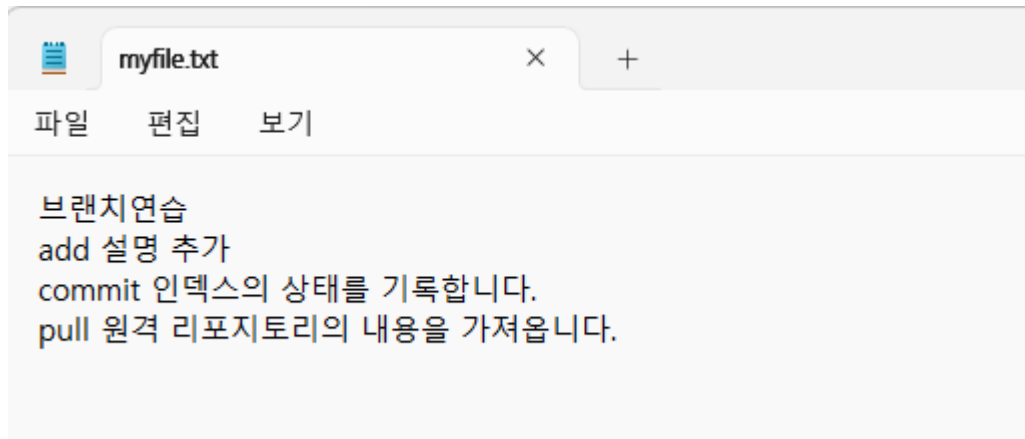 myfile.txt
파일 편집 보기
브랜치연습
add 설명 추가
commit 인덱스의 상태를 기록합니다.
pull 원격 리포지토리의 내용을 가져옵니다.